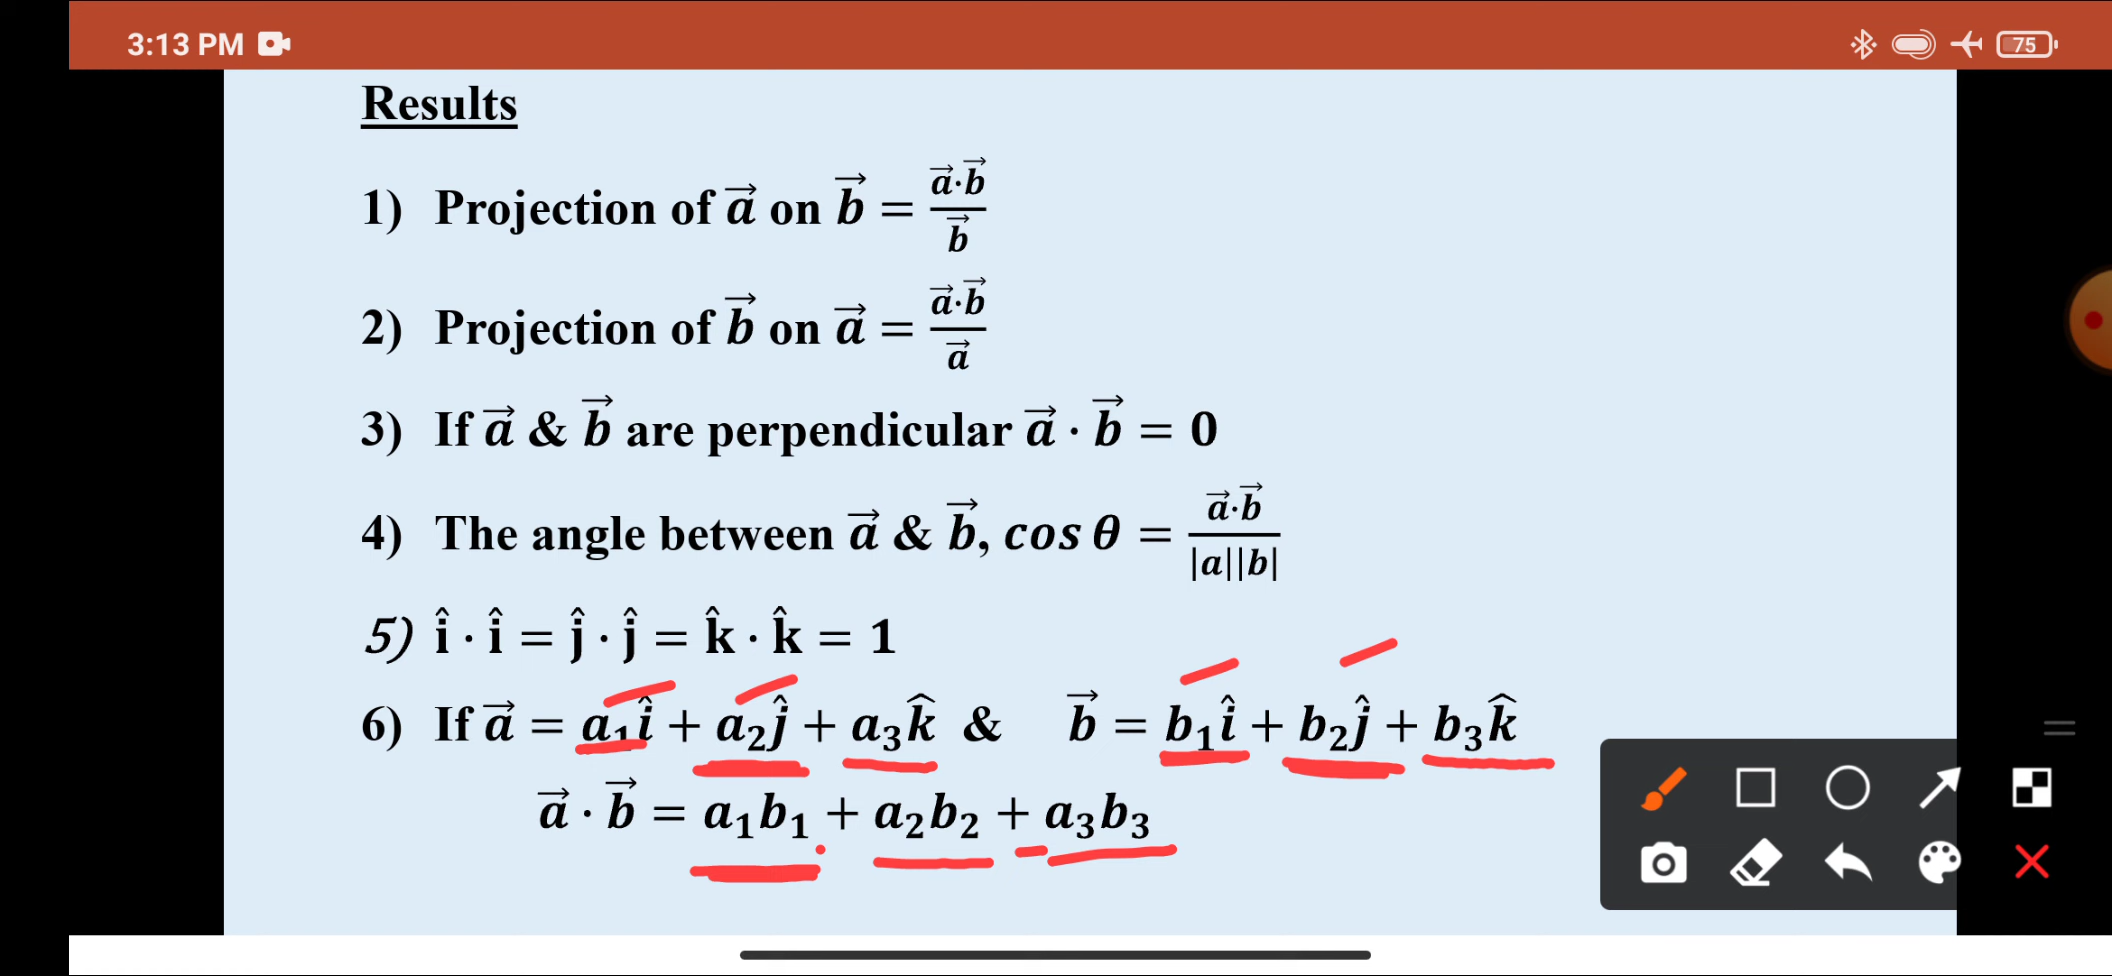 3:13 PM 75
Results
1) Projection of a⃗ on b⃗ = a⃗·b⃗ / b⃗
2) Projection of b⃗ on a⃗ = a⃗·b⃗ / a⃗
3) If a⃗ & b⃗ are perpendicular a⃗ · b⃗ = 0
4) The angle between a⃗ & b⃗, cos θ = a⃗·b⃗ / |a||b|
5) î · î = ĵ · ĵ = k̂ · k̂ = 1
6) If a⃗ = a₁î + a₂ĵ + a₃k̂ & b⃗ = b₁î + b₂ĵ + b₃k̂
a⃗ · b⃗ = a₁b₁ + a₂b₂ + a₃b₃